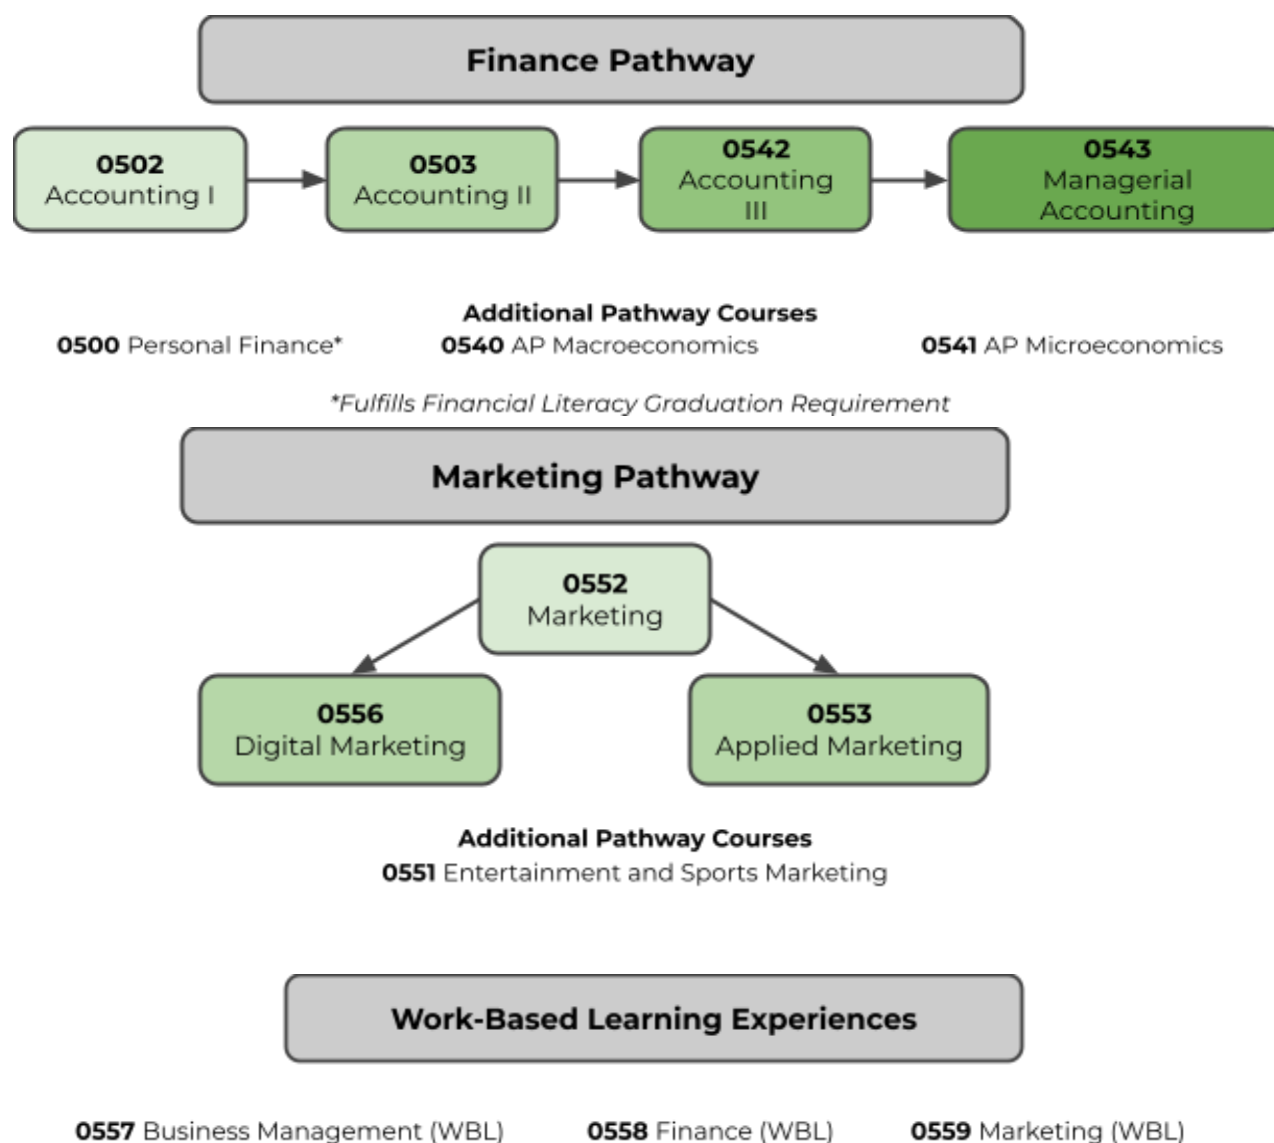 Finance Pathway
0502
Accounting I
0503
Accounting II
0542
Accounting
III
0543
Managerial
Accounting
Additional Pathway Courses
0500 Personal Finance*
0540 AP Macroeconomics
0541 AP Microeconomics
*Fulfills Financial Literacy Graduation Requirement
Marketing Pathway
0552
Marketing
0556
Digital Marketing
0553
Applied Marketing
Additional Pathway Courses
0551 Entertainment and Sports Marketing
Work-Based Learning Experiences
0557 Business Management (WBL)
0558 Finance (WBL)
0559 Marketing (WBL)